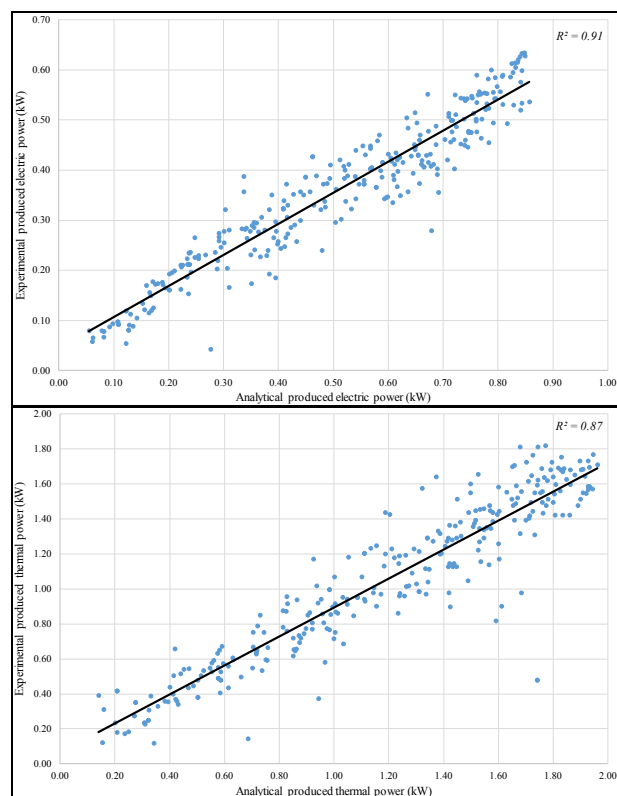 0.70
R² = 0.91
0.60
0.50
0.40
0.30
0.20
0.10
0.00
Experimental produced electric power (kW)
0.00 0.10 0.20 0.30 0.40 0.50 0.60 0.70 0.80 0.90 1.00
Analytical produced electric power (kW)
2.00
R² = 0.87
1.80
1.60
1.40
1.20
1.00
0.80
0.60
0.40
0.20
0.00
Experimental produced thermal power (kW)
0.00 0.20 0.40 0.60 0.80 1.00 1.20 1.40 1.60 1.80 2.00
Analytical produced thermal power (kW)